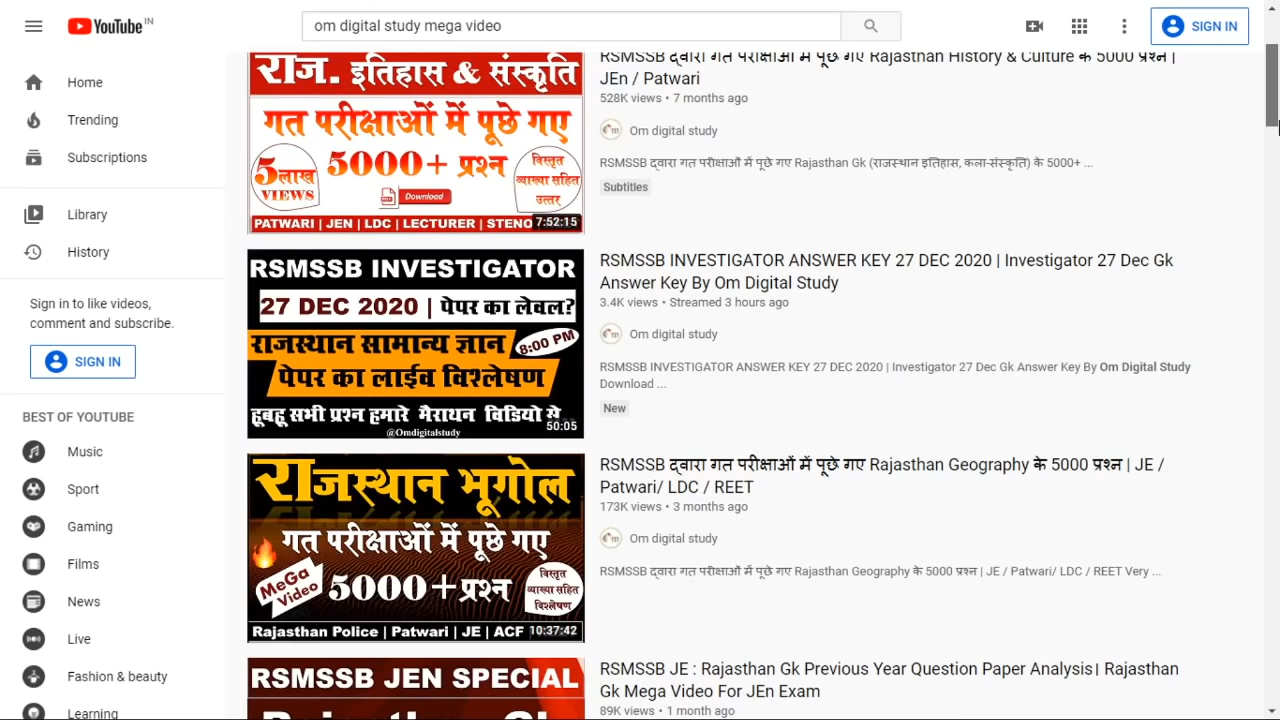 YouTube IN
om digital study mega video
SIGN IN
Home
Trending
Subscriptions
Library
History
Sign in to like videos,
comment and subscribe.
SIGN IN
BEST OF YOUTUBE
Music
Sport
Gaming
Films
News
Live
Fashion & beauty
Learning
राज. इतिहास & संस्कृति
गत परीक्षाओं में पूछे गए
5000+ प्रश्न
5लाख
VIEWS
विस्तृत
व्याख्या सहित
उत्तर
Download
PATWARI | JEN | LDC | LECTURER | STENO
7:52:15
RSMSSB द्वारा गत परीक्षाओं में पूछे गए Rajasthan History & Culture के 5000 प्रश्न |
JEn / Patwari
528K views • 7 months ago
Om digital study
RSMSSB द्वारा गत परीक्षाओं में पूछे गए Rajasthan Gk (राजस्थान इतिहास, कला-संस्कृति) के 5000+ ...
Subtitles
RSMSSB INVESTIGATOR
27 DEC 2020 | पेपर का लेवल?
राजस्थान सामान्य ज्ञान
8:00 PM
पेपर का लाईव विश्लेषण
हूबहू सभी प्रश्न हमारे मैराथन विडियो से
@Omdigitalstudy
50:05
RSMSSB INVESTIGATOR ANSWER KEY 27 DEC 2020 | Investigator 27 Dec Gk
Answer Key By Om Digital Study
3.4K views • Streamed 3 hours ago
Om digital study
RSMSSB INVESTIGATOR ANSWER KEY 27 DEC 2020 | Investigator 27 Dec Gk Answer Key By Om Digital Study
Download ...
New
राजस्थान भूगोल
गत परीक्षाओं में पूछे गए
MeGa
Video
5000+प्रश्न
विस्तृत
व्याख्या सहित
विश्लेषण
Rajasthan Police | Patwari | JE | ACF
10:37:42
RSMSSB द्वारा गत परीक्षाओं में पूछे गए Rajasthan Geography के 5000 प्रश्न | JE /
Patwari/ LDC / REET
173K views • 3 months ago
Om digital study
RSMSSB द्वारा गत परीक्षाओं में पूछे गए Rajasthan Geography के 5000 प्रश्न | JE / Patwari/ LDC / REET Very ...
RSMSSB JEN SPECIAL
RSMSSB JE : Rajasthan Gk Previous Year Question Paper Analysis| Rajasthan
Gk Mega Video For JEn Exam
89K views • 1 month ago